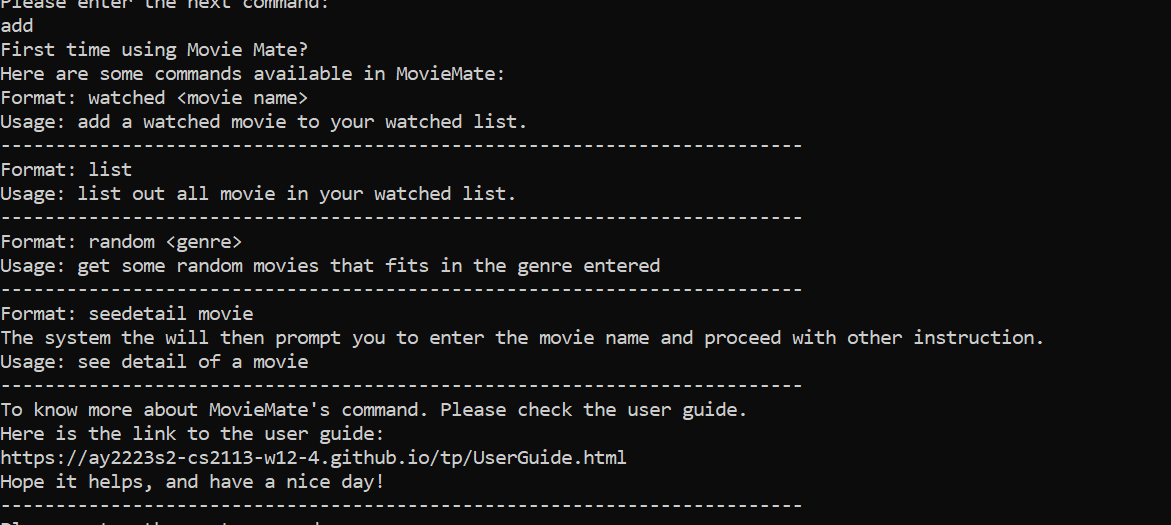 Please enter the next command:
add
First time using Movie Mate?
Here are some commands available in MovieMate:
Format: watched <movie name>
Usage: add a watched movie to your watched list.
-------------------------------------------------------------------------
Format: list
Usage: list out all movie in your watched list.
-------------------------------------------------------------------------
Format: random <genre>
Usage: get some random movies that fits in the genre entered
-------------------------------------------------------------------------
Format: seedetail movie
The system the will then prompt you to enter the movie name and proceed with other instruction.
Usage: see detail of a movie
-------------------------------------------------------------------------
To know more about MovieMate's command. Please check the user guide.
Here is the link to the user guide:
https://ay2223s2-cs2113-w12-4.github.io/tp/UserGuide.html
Hope it helps, and have a nice day!
-------------------------------------------------------------------------